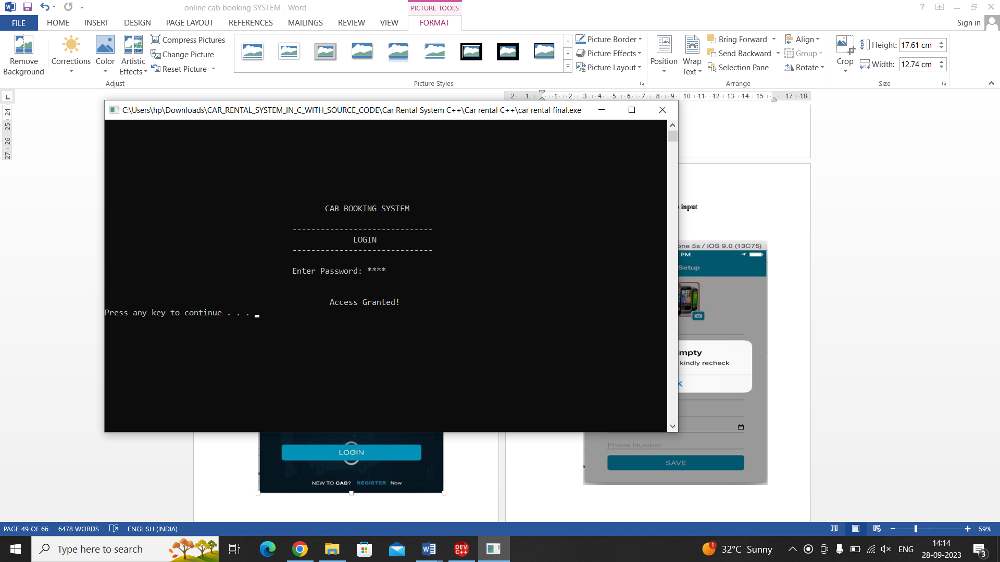 online cab booking SYSTEM - Word
PICTURE TOOLS
FILE HOME INSERT DESIGN PAGE LAYOUT REFERENCES MAILINGS REVIEW VIEW FORMAT
Sign in
Remove Background
Corrections
Color
Artistic Effects
Compress Pictures
Change Picture
Reset Picture
Adjust
Picture Styles
Picture Border
Picture Effects
Picture Layout
Position
Wrap Text
Bring Forward
Send Backward
Selection Pane
Align
Group
Rotate
Arrange
Crop
Height: 17.61 cm
Width: 12.74 cm
Size
L
2 1 1 2 3 4 5 6 7 8 9 10 11 12 13 14 15 17 18
24
25
26
27
C:\Users\hp\Downloads\CAR_RENTAL_SYSTEM_IN_C_WITH_SOURCE_CODE\Car Rental System C++\Car rental C++\car rental final.exe
CAB BOOKING SYSTEM
------------------------------
LOGIN
------------------------------
Enter Password: ****
Access Granted!
Press any key to continue . . .
input
one 5s / iOS 9.0 (13C75)
PM
Setup
mpty
kindly recheck
K
Phone Number
SAVE
LOGIN
NEW TO CAB? REGISTER Now
PAGE 49 OF 66 6478 WORDS ENGLISH (INDIA)
59%
Type here to search
DEV C++
1
32°C Sunny
ENG
14:14
28-09-2023
3